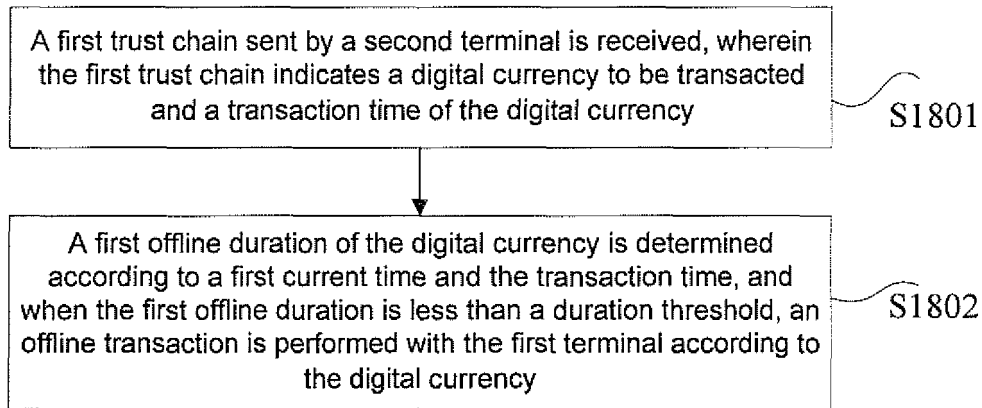 A first trust chain sent by a second terminal is received, wherein
the first trust chain indicates a digital currency to be transacted
and a transaction time of the digital currency
S1801
A first offline duration of the digital currency is determined
according to a first current time and the transaction time, and
when the first offline duration is less than a duration threshold, an
offline transaction is performed with the first terminal according to
the digital currency
S1802